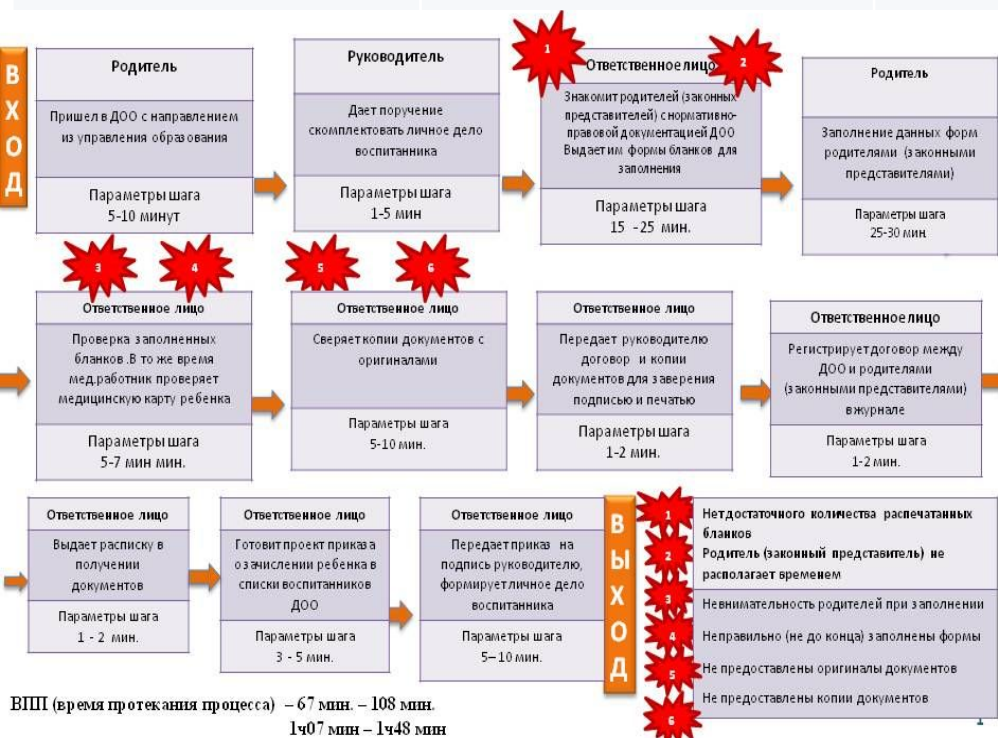 ВХОД
Родитель
Пришел в ДОО с направлением
из управления образования
Параметры шага
5-10 минут
Руководитель
Дает поручение
скомплектовать личное дело
воспитанника
Параметры шага
1-5 мин
1
2
Ответственное лицо
Знакомит родителей (законных
представителей) с нормативно-
правовой документацией ДОО
Выдает им формы бланков для
заполнения
Параметры шага
15 -25 мин.
Родитель
Заполнение данных форм
родителями (законными
представителями)
Параметры шага
25-30 мин
3
4
Ответственное лицо
Проверка заполненных
бланков .В то же время
мед.работник проверяет
медицинскую карту ребенка
Параметры шага
5-7 мин мин.
5
6
Ответственное лицо
Сверяет копии документов с
оригиналами
Параметры шага
5-10 мин.
Ответственное лицо
Передает руководителю
договор и копии
документов для заверения
подписью и печатью
Параметры шага
1-2 мин.
Ответственное лицо
Регистрирует договор между
ДОО и родителями
(законными представителями)
в журнале
Параметры шага
1-2 мин.
Ответственное лицо
Выдает расписку в
получении
документов
Параметры шага
1 - 2 мин.
Ответственное лицо
Готовит проект приказа
о зачислении ребенка в
списки воспитанников
ДОО
Параметры шага
3 - 5 мин.
Ответственное лицо
Передает приказ на
подпись руководителю,
формирует личное дело
воспитанника
Параметры шага
5– 10 мин.
ВЫХОД
1
Нет достаточного количества распечатанных
бланков
2
Родитель (законный представитель) не
располагает временем
3
Невнимательность родителей при заполнении
4
Неправильно (не до конца) заполнены формы
5
Не предоставлены оригиналы документов
6
Не предоставлены копии документов
1
ВПП (время протекания процесса) – 67 мин. – 108 мин.
1ч07 мин – 1ч48 мин